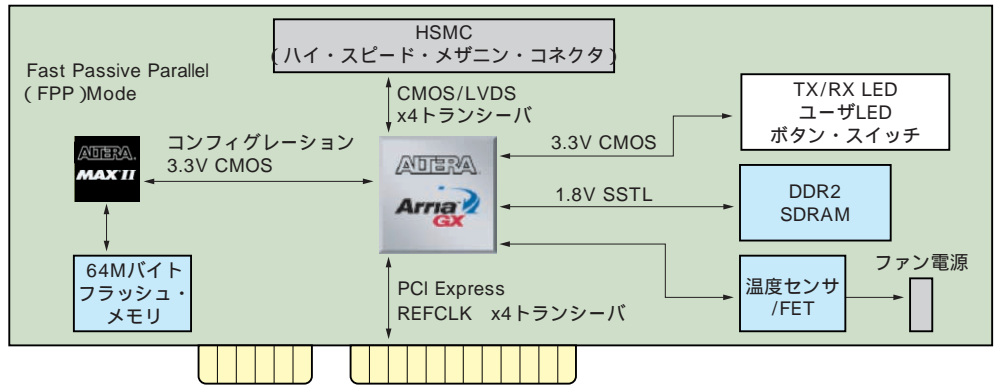 HSMC
(ハイ・スピード・メザニン・コネクタ)
Fast Passive Parallel
(FPP)Mode
CMOS/LVDS
x4トランシーバ
TX/RX LED
ユーザLED
ボタン・スイッチ
コンフィグレーション
3.3V CMOS
3.3V CMOS
ALTERA
MAX II
ALTERA
Arria
GX
1.8V SSTL
DDR2
SDRAM
64Mバイト
フラッシュ・
メモリ
PCI Express
REFCLK x4トランシーバ
温度センサ
/FET
ファン電源